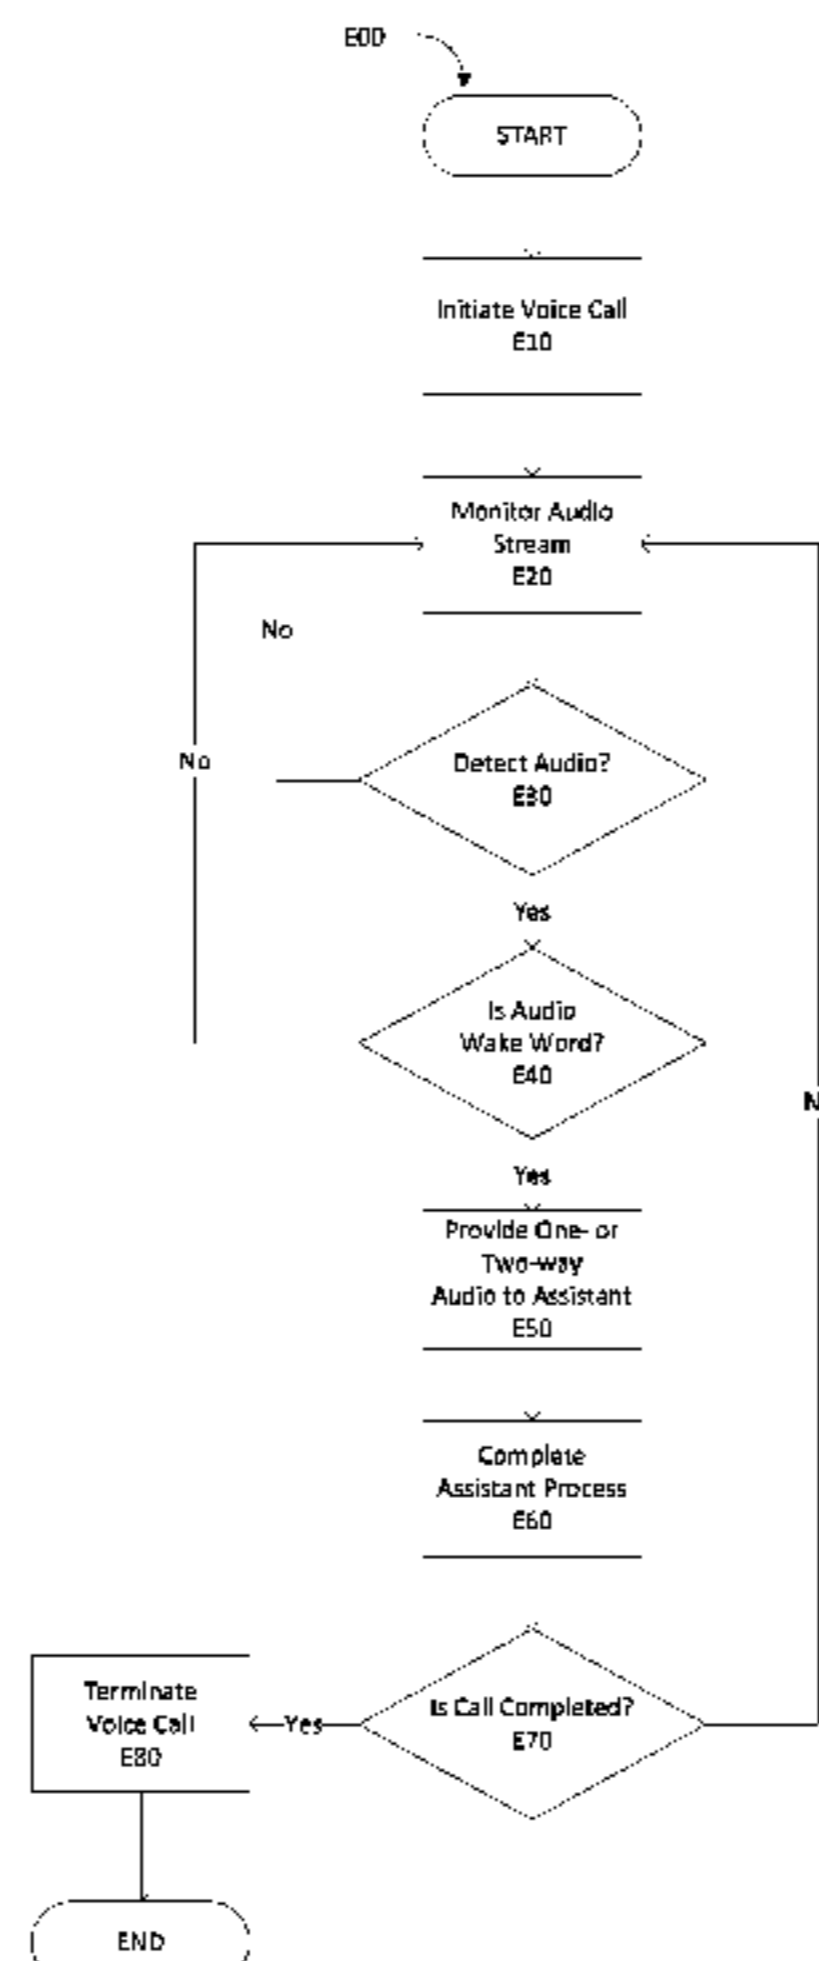 E00
START
Initiate Voice Call
E10
Monitor Audio
Stream
E20
No
No
Detect Audio?
E30
Yes
Is Audio
Wake Word?
E40
N
Yes
Provide One- or
Two-way
Audio to Assistant
E50
Complete
Assistant Process
E60
Terminate
Voice Call
E80
Yes
Is Call Completed?
E70
END